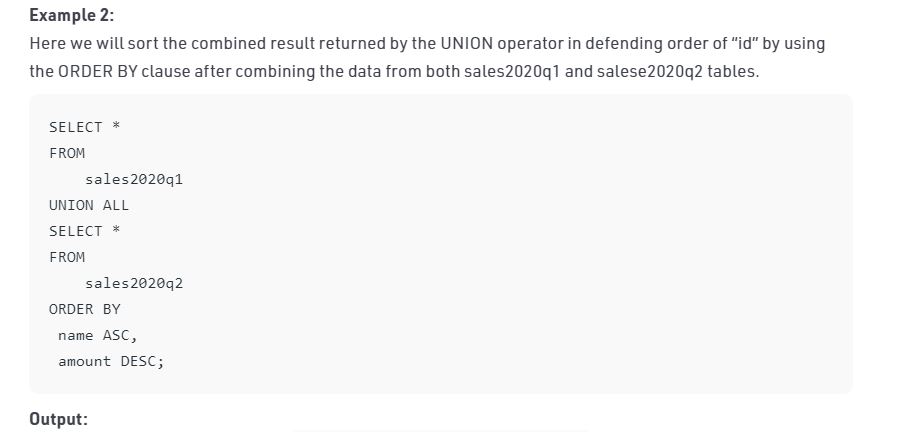 Example 2:
Here we will sort the combined result returned by the UNION operator in defending order of “id” by using
the ORDER BY clause after combining the data from both sales2020q1 and salese2020q2 tables.
SELECT *
FROM
    sales2020q1
UNION ALL
SELECT *
FROM
    sales2020q2
ORDER BY
 name ASC,
 amount DESC;
Output: